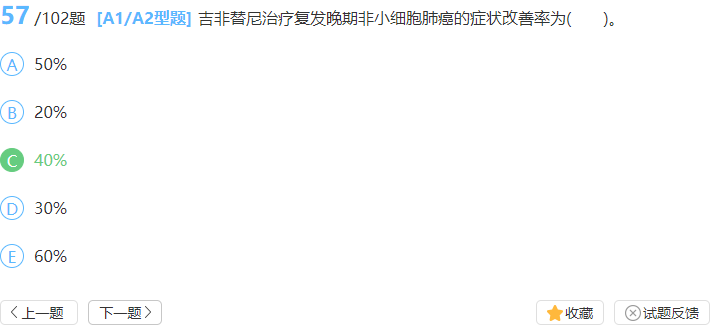 57 /102题 [A1/A2型题] 吉非替尼治疗复发晚期非小细胞肺癌的症状改善率为( )。
A 50%
B 20%
C 40%
D 30%
E 60%
上一题 下一题 收藏 试题反馈